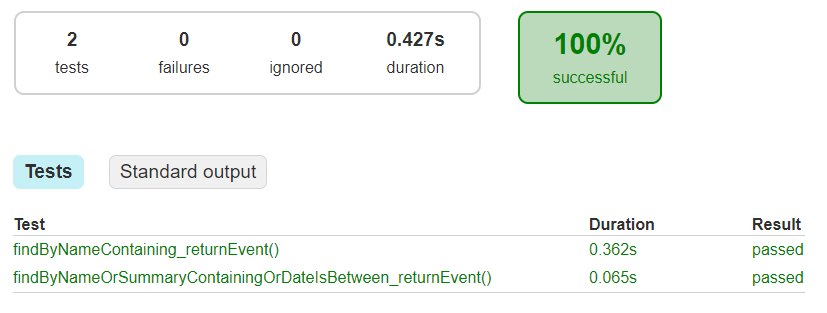 2 0 0 0.427s 100%
tests failures ignored duration successful
Tests Standard output
Test Duration Result
findByNameContaining_returnEvent() 0.362s passed
findByNameOrSummaryContainingOrDateIsBetween_returnEvent() 0.065s passed